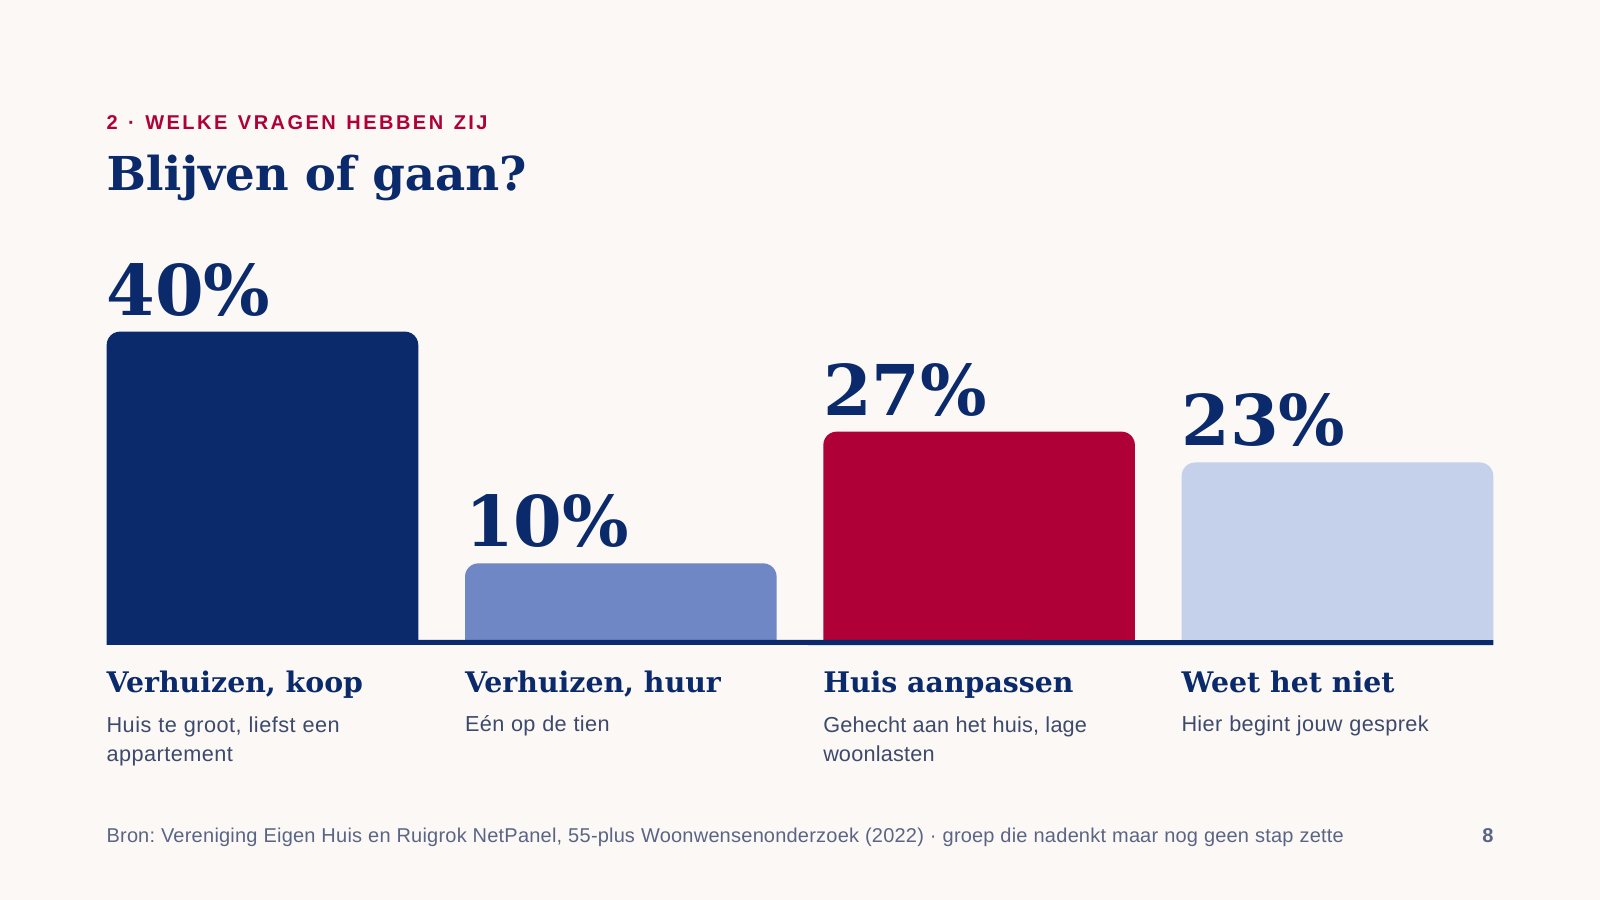 2 · WELKE VRAGEN HEBBEN ZIJ
Blijven of gaan?
40%
10%
27%
23%
Verhuizen, koop
Huis te groot, liefst een
appartement
Verhuizen, huur
Eén op de tien
Huis aanpassen
Gehecht aan het huis, lage
woonlasten
Weet het niet
Hier begint jouw gesprek
Bron: Vereniging Eigen Huis en Ruigrok NetPanel, 55-plus Woonwensenonderzoek (2022) · groep die nadenkt maar nog geen stap zette
8